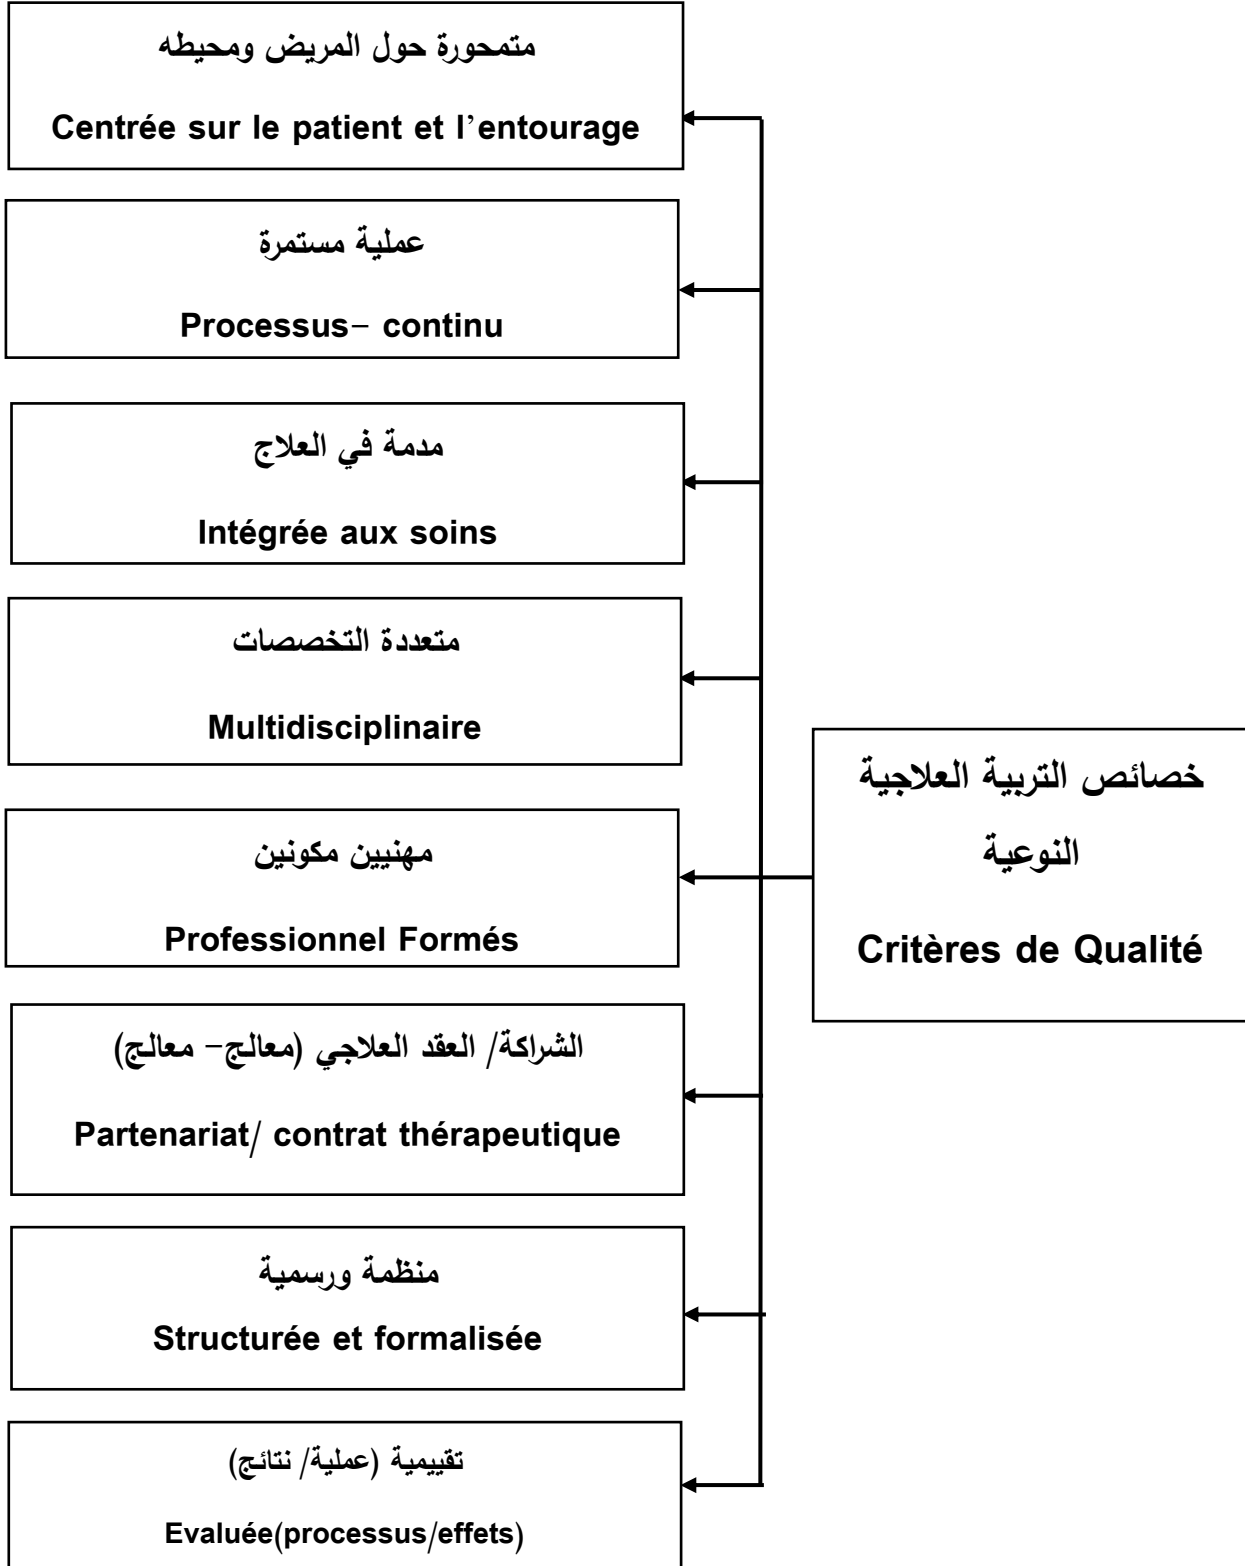 متمحورة حول المريض ومحيطه
Centrée sur le patient et l’entourage
عملية مستمرة
Processus– continu
مدمة في العلاج
Intégrée aux soins
متعددة التخصصات
Multidisciplinaire
خصائص التربية العلاجية
النوعية
Critères de Qualité
مهنيين مكونين
Professionnel Formés
الشراكة/ العقد العلاجي (معالج– معالج)
Partenariat/ contrat thérapeutique
منظمة ورسمية
Structurée et formalisée
تقييمية (عملية/ نتائج)
Evaluée(processus/effets)